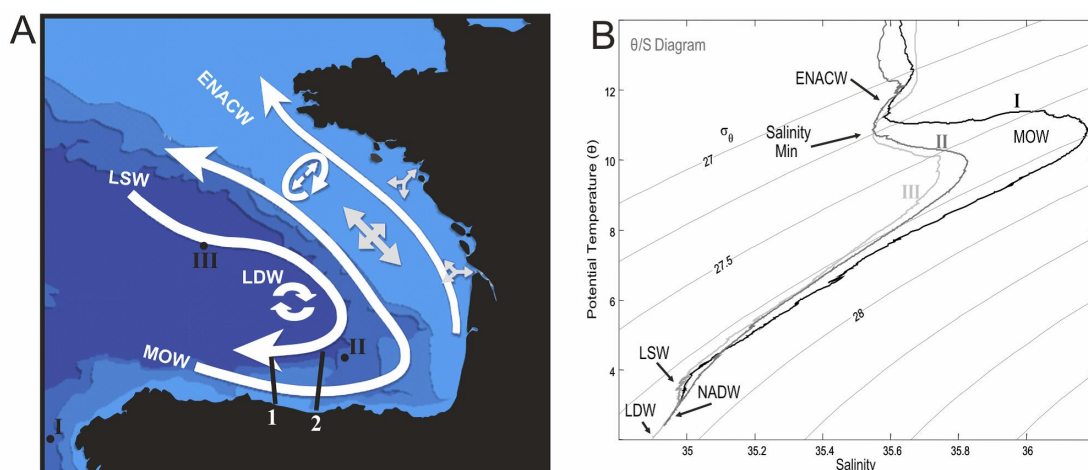 A
ENACW
LSW
III
LDW
MOW
II
1
2
I
B
θ/S Diagram
ENACW
I
MOW
σθ
Salinity
Min
II
27
III
27.5
28
LSW
NADW
LDW
Potential Temperature (θ)
12
10
8
6
4
35
35.2
35.4
35.6
35.8
36
Salinity